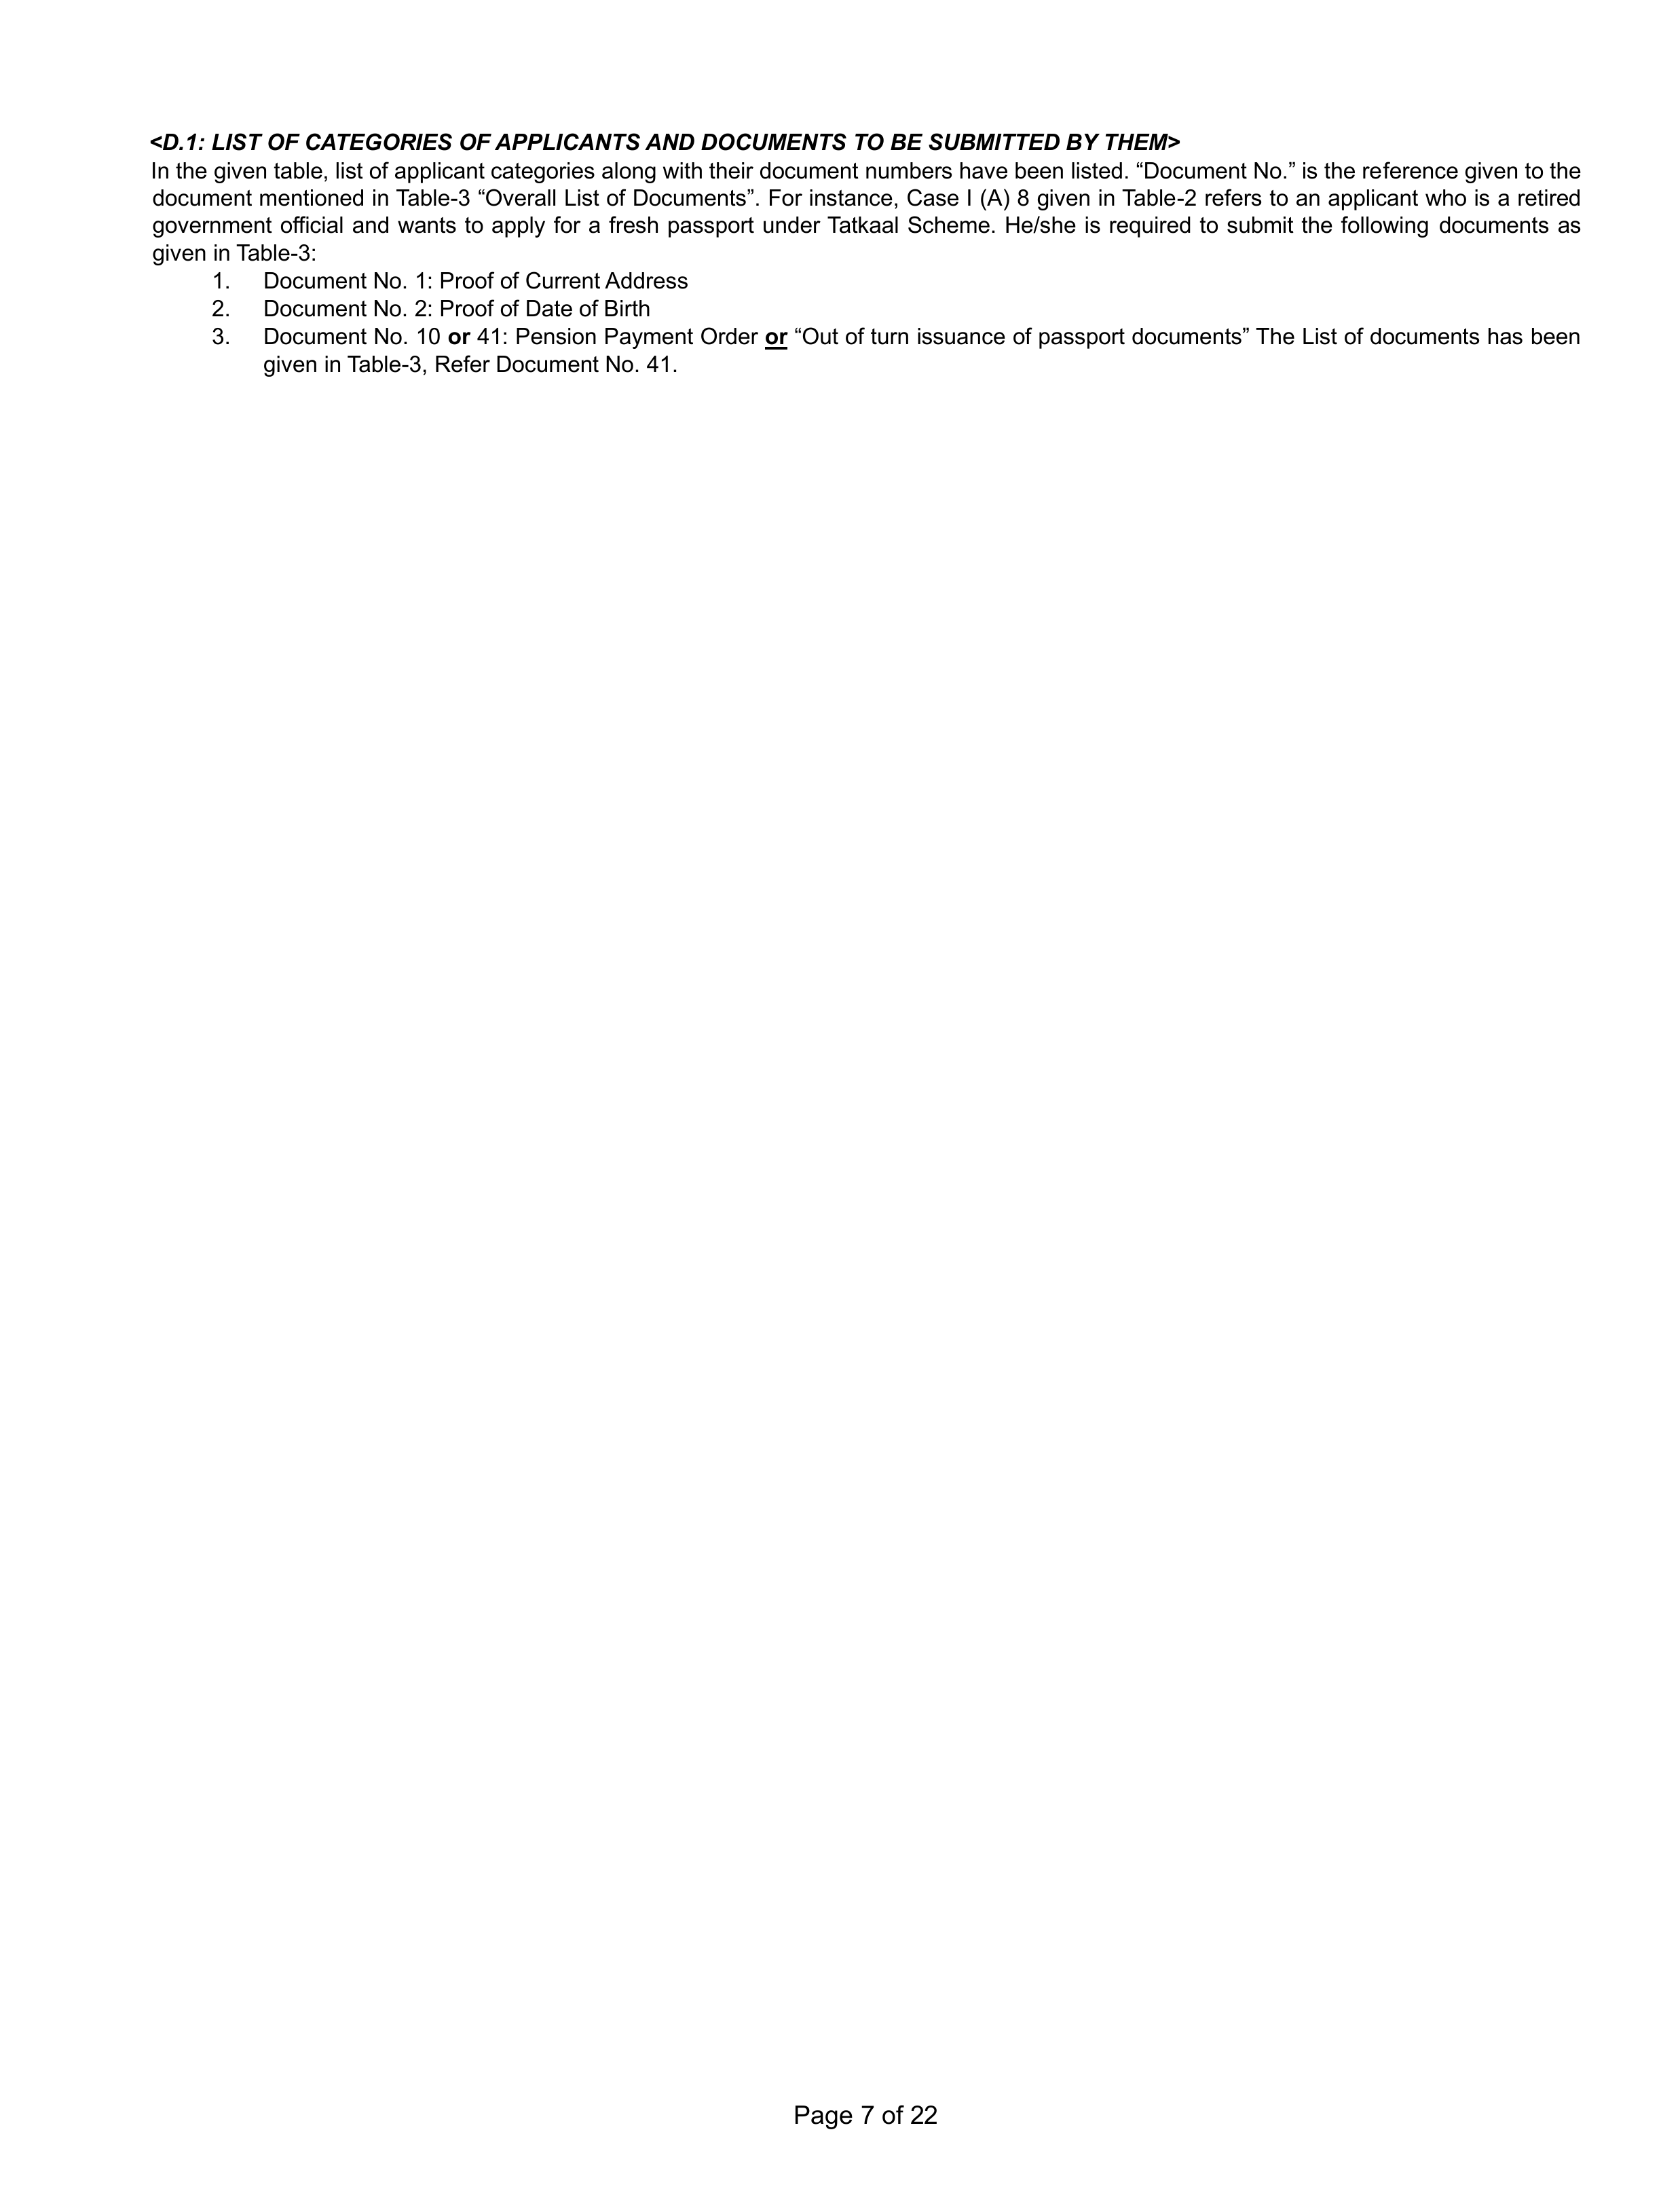 <D.1: LIST OF CATEGORIES OF APPLICANTS AND DOCUMENTS TO BE SUBMITTED BY THEM>
In the given table, list of applicant categories along with their document numbers have been listed. “Document No.” is the reference given to the
document mentioned in Table-3 “Overall List of Documents”. For instance, Case I (A) 8 given in Table-2 refers to an applicant who is a retired
government official and wants to apply for a fresh passport under Tatkaal Scheme. He/she is required to submit the following documents as
given in Table-3:
1. Document No. 1: Proof of Current Address
2. Document No. 2: Proof of Date of Birth
3. Document No. 10 or 41: Pension Payment Order or “Out of turn issuance of passport documents” The List of documents has been
given in Table-3, Refer Document No. 41.
Page 7 of 22